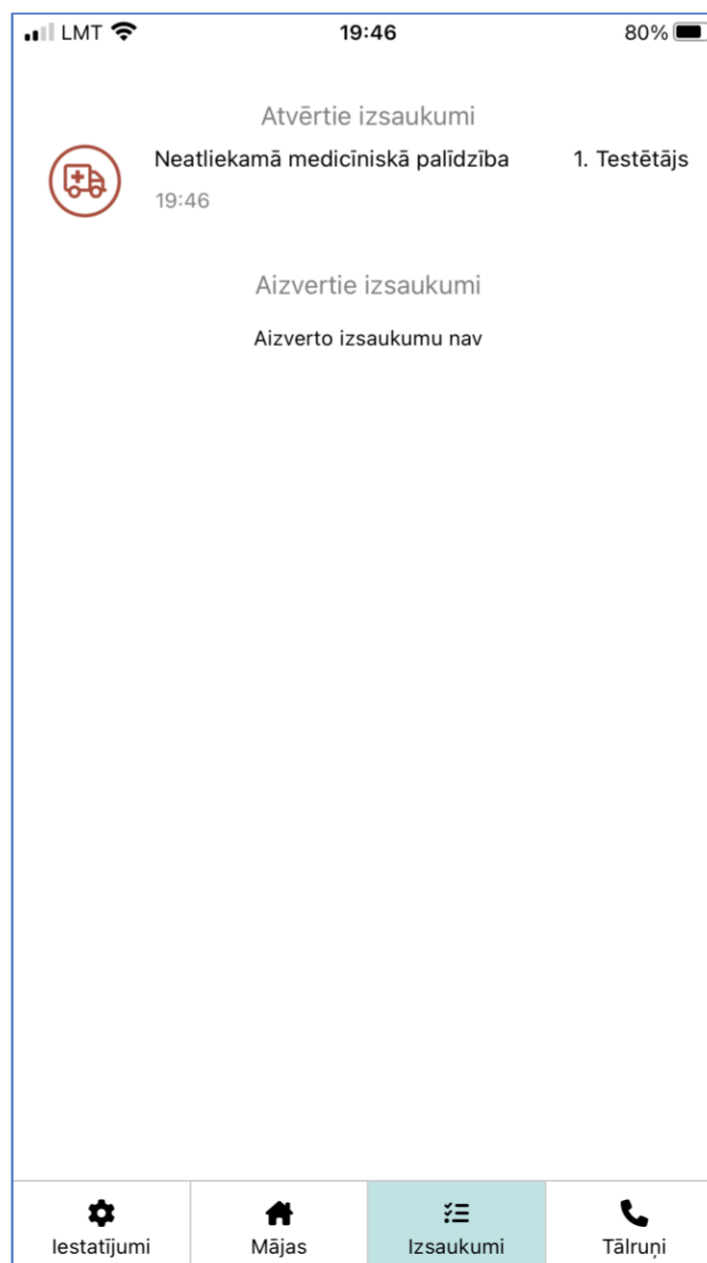 LMT 19:46 80%
Atvērtie izsaukumi
Neatliekamā medicīniskā palīdzība 1. Testētājs
19:46
Aizvertie izsaukumi
Aizverto izsaukumu nav
Iestatījumi Mājas Izsaukumi Tālruņi